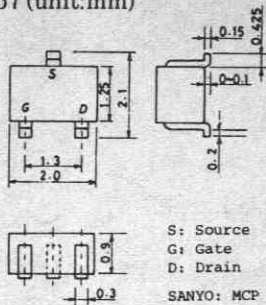 (unit:mm)
0.15
0.425
S
1.25
2.1
G
D
0~0.1
1.3
2.0
0.2
0.9
0.3
S: Source
G: Gate
D: Drain
SANYO: MCP